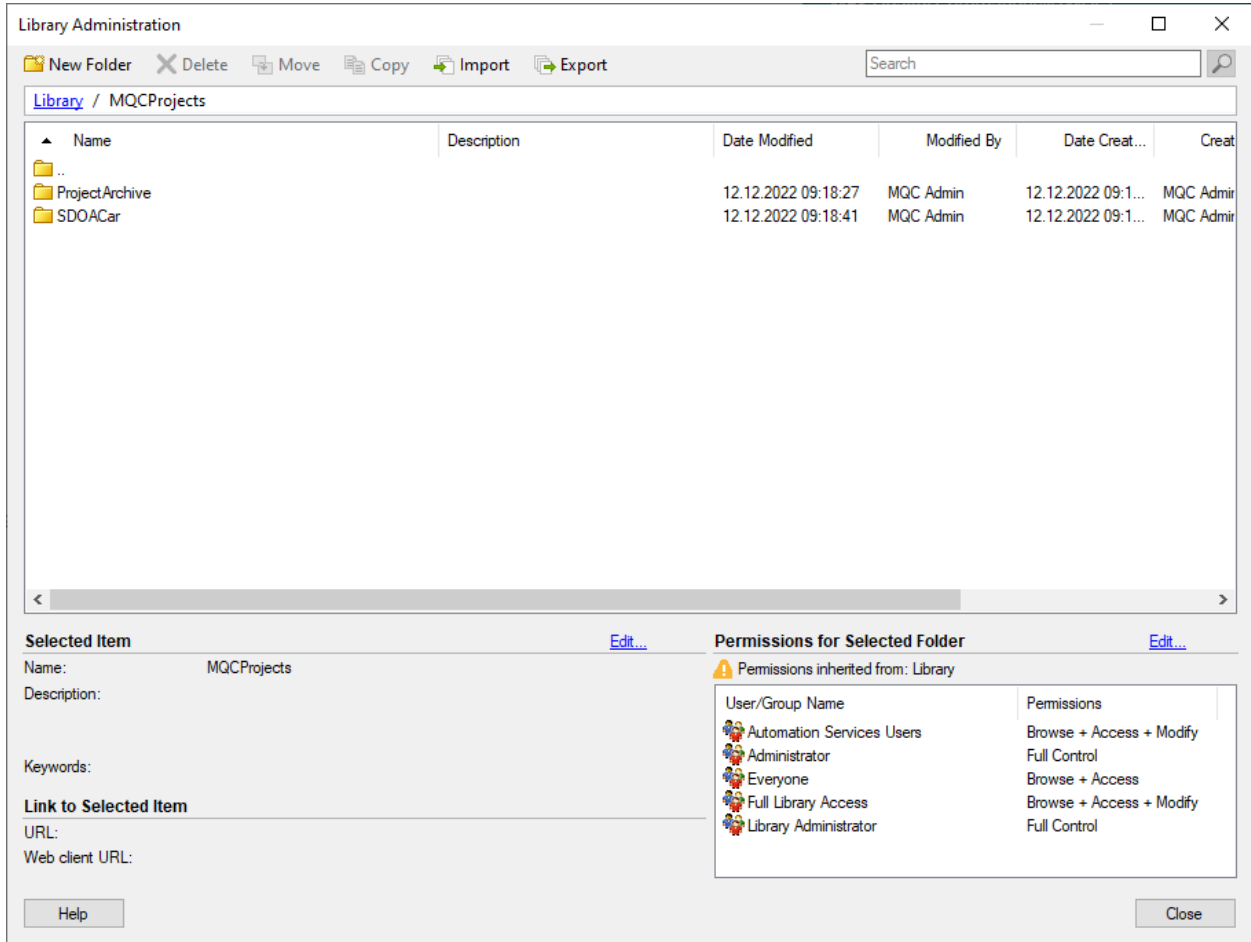 Library Administration
New Folder Delete Move Copy Import Export Search
Library / MQCProjects
Name Description Date Modified Modified By Date Creat... Creat
..
ProjectArchive 12.12.2022 09:18:27 MQC Admin 12.12.2022 09:1... MQC Admir
SDOACar 12.12.2022 09:18:41 MQC Admin 12.12.2022 09:1... MQC Admir
Selected Item Edit...
Name: MQCProjects
Description:
Keywords:
Link to Selected Item
URL:
Web client URL:
Permissions for Selected Folder Edit...
Permissions inherited from: Library
User/Group Name Permissions
Automation Services Users Browse + Access + Modify
Administrator Full Control
Everyone Browse + Access
Full Library Access Browse + Access + Modify
Library Administrator Full Control
Help Close